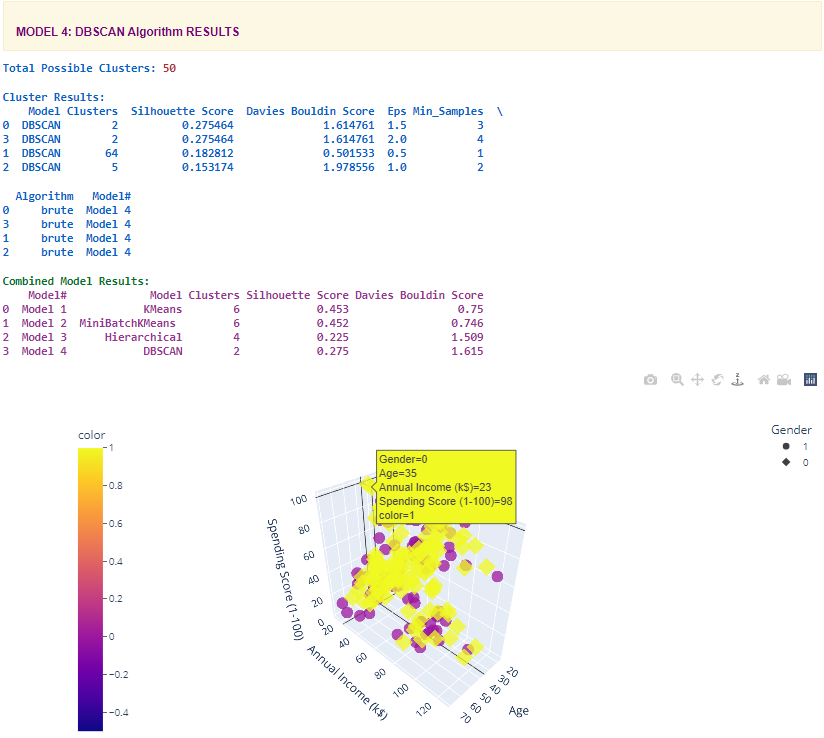 MODEL 4: DBSCAN Algorithm RESULTS
Total Possible Clusters: 50
Cluster Results:
Model Clusters Silhouette Score Davies Bouldin Score Eps Min_Samples \
0 DBSCAN 2 0.275464 1.614761 1.5 3
3 DBSCAN 2 0.275464 1.614761 2.0 4
1 DBSCAN 64 0.182812 0.501533 0.5 1
2 DBSCAN 5 0.153174 1.978556 1.0 2
Algorithm Model#
0 brute Model 4
3 brute Model 4
1 brute Model 4
2 brute Model 4
Combined Model Results:
Model# Model Clusters Silhouette Score Davies Bouldin Score
0 Model 1 KMeans 6 0.453 0.75
1 Model 2 MiniBatchKMeans 6 0.452 0.746
2 Model 3 Hierarchical 4 0.225 1.509
3 Model 4 DBSCAN 2 0.275 1.615
z
color
1
0.8
0.6
0.4
0.2
0
−0.2
−0.4
Gender=0
Age=35
Annual Income (k$)=23
Spending Score (1-100)=98
color=1
Gender
1
0
Spending Score (1-100)
100
80
60
40
20
0
Annual Income (k$)
20
40
60
80
100
120
Age
20
30
40
50
60
70